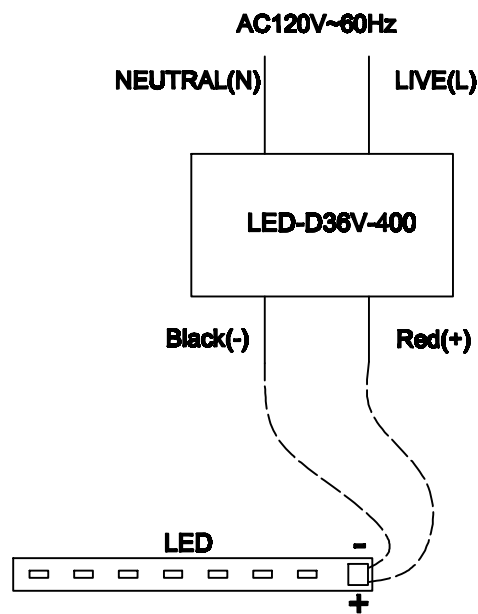 AC120V~60Hz
NEUTRAL(N) LIVE(L)
LED-D36V-400
Black(-) Red(+)
LED -
+